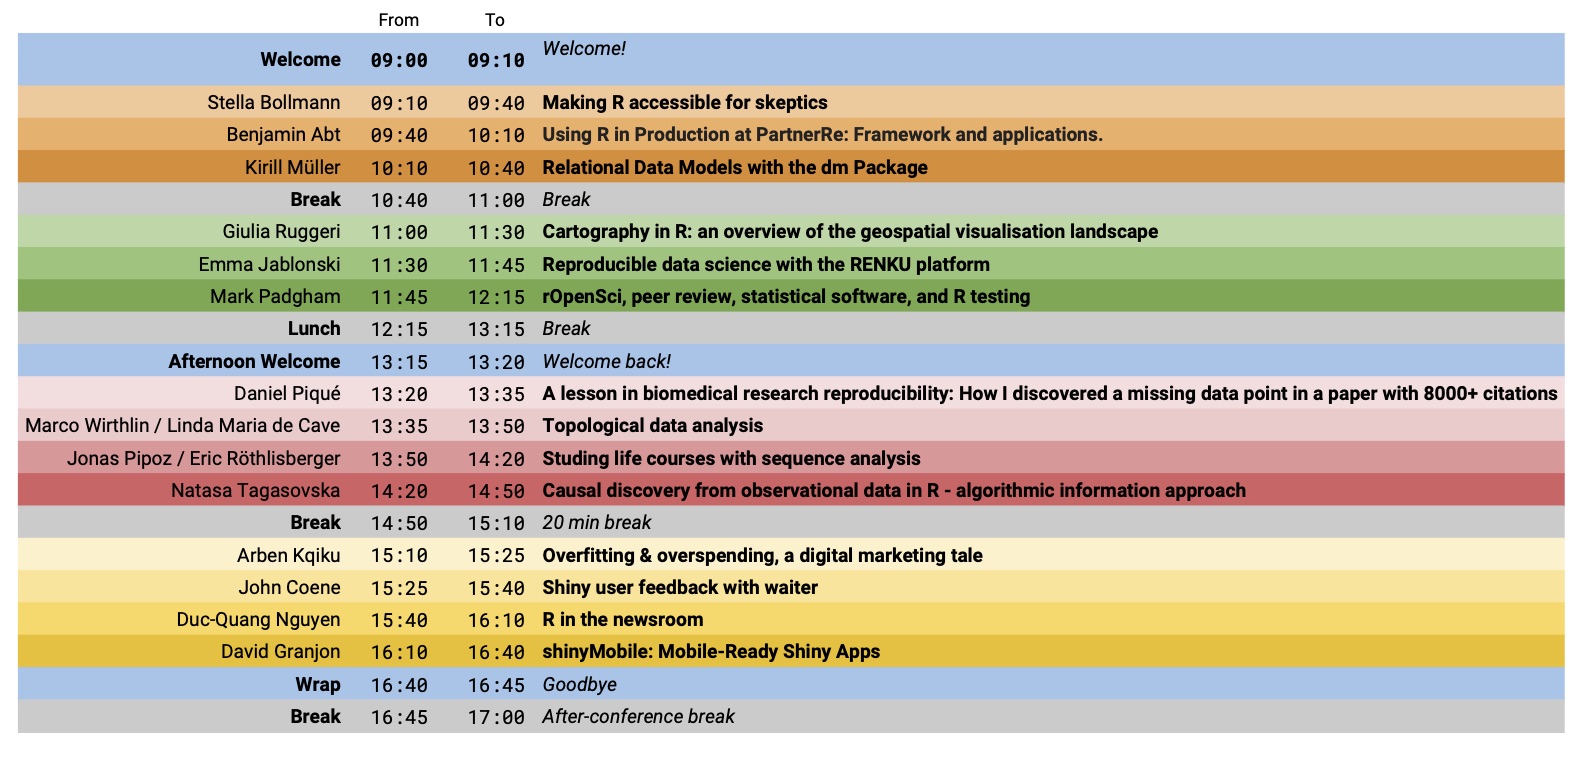 From To
Welcome 09:00 09:10 Welcome!
Stella Bollmann 09:10 09:40 Making R accessible for skeptics
Benjamin Abt 09:40 10:10 Using R in Production at PartnerRe: Framework and applications.
Kirill Müller 10:10 10:40 Relational Data Models with the dm Package
Break 10:40 11:00 Break
Giulia Ruggeri 11:00 11:30 Cartography in R: an overview of the geospatial visualisation landscape
Emma Jablonski 11:30 11:45 Reproducible data science with the RENKU platform
Mark Padgham 11:45 12:15 rOpenSci, peer review, statistical software, and R testing
Lunch 12:15 13:15 Break
Afternoon Welcome 13:15 13:20 Welcome back!
Daniel Piqué 13:20 13:35 A lesson in biomedical research reproducibility: How I discovered a missing data point in a paper with 8000+ citations
Marco Wirthlin / Linda Maria de Cave 13:35 13:50 Topological data analysis
Jonas Pipoz / Eric Röthlisberger 13:50 14:20 Studing life courses with sequence analysis
Natasa Tagasovska 14:20 14:50 Causal discovery from observational data in R - algorithmic information approach
Break 14:50 15:10 20 min break
Arben Kqiku 15:10 15:25 Overfitting & overspending, a digital marketing tale
John Coene 15:25 15:40 Shiny user feedback with waiter
Duc-Quang Nguyen 15:40 16:10 R in the newsroom
David Granjon 16:10 16:40 shinyMobile: Mobile-Ready Shiny Apps
Wrap 16:40 16:45 Goodbye
Break 16:45 17:00 After-conference break